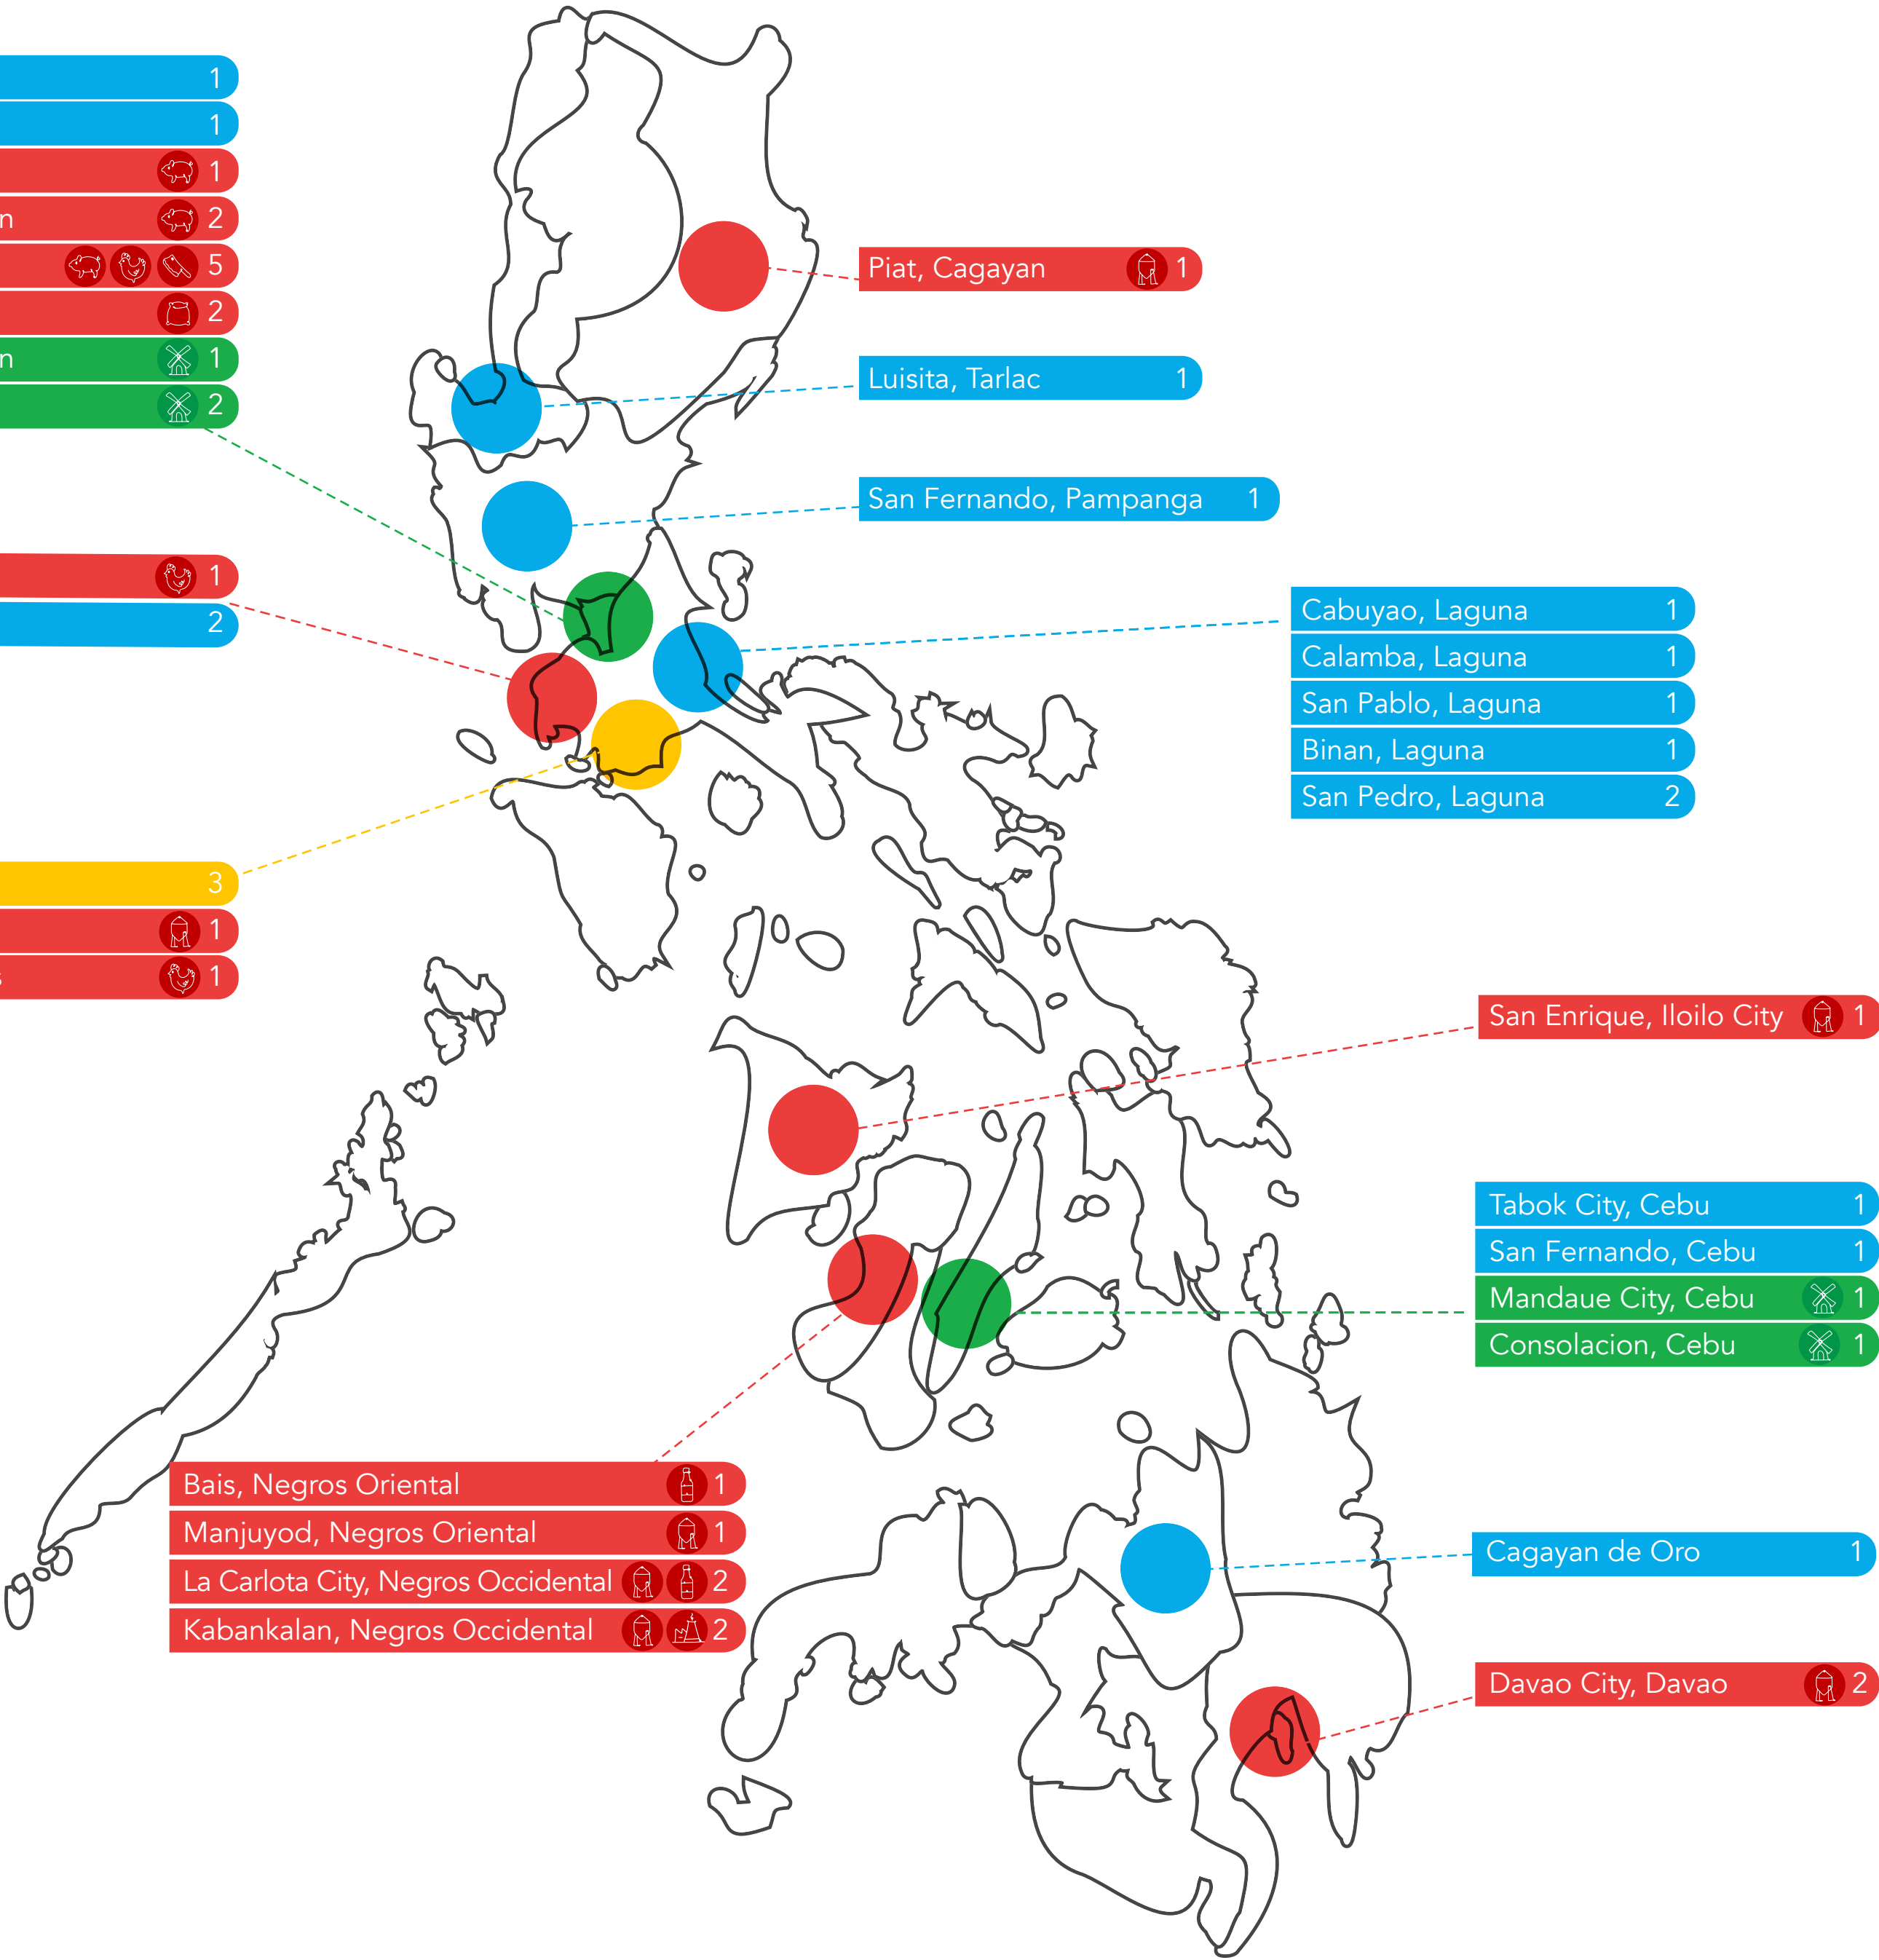 1
1
1
n 2
5
2
n 1
2
1
2
3
1
s 1
Piat, Cagayan 1
Luisita, Tarlac 1
San Fernando, Pampanga 1
Cabuyao, Laguna 1
Calamba, Laguna 1
San Pablo, Laguna 1
Binan, Laguna 1
San Pedro, Laguna 2
San Enrique, Iloilo City 1
Tabok City, Cebu 1
San Fernando, Cebu 1
Mandaue City, Cebu 1
Consolacion, Cebu 1
Bais, Negros Oriental 1
Manjuyod, Negros Oriental 1
La Carlota City, Negros Occidental 2
Kabankalan, Negros Occidental 2
Cagayan de Oro 1
Davao City, Davao 2